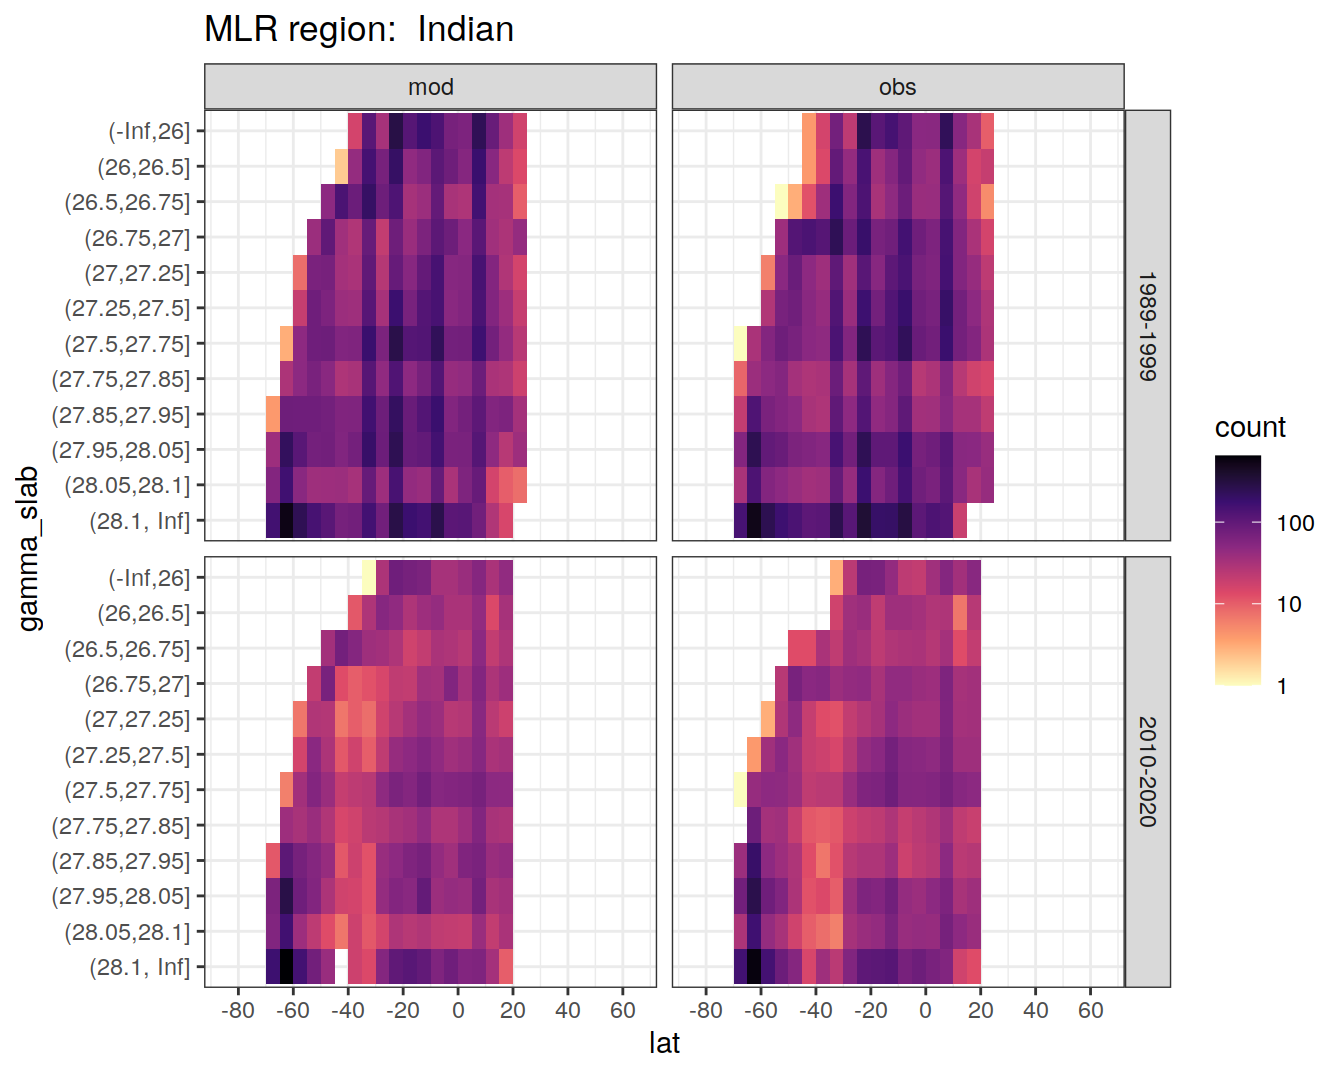 MLR region:  Indian
mod
obs
(-Inf,26]
(26,26.5]
(26.5,26.75]
(26.75,27]
(27,27.25]
(27.25,27.5]
(27.5,27.75]
(27.75,27.85]
(27.85,27.95]
(27.95,28.05]
(28.05,28.1]
(28.1, Inf]
1989-1999
(-Inf,26]
(26,26.5]
(26.5,26.75]
(26.75,27]
(27,27.25]
(27.25,27.5]
(27.5,27.75]
(27.75,27.85]
(27.85,27.95]
(27.95,28.05]
(28.05,28.1]
(28.1, Inf]
2010-2020
gamma_slab
-80 -60 -40 -20 0 20 40 60
-80 -60 -40 -20 0 20 40 60
lat
count
100
10
1